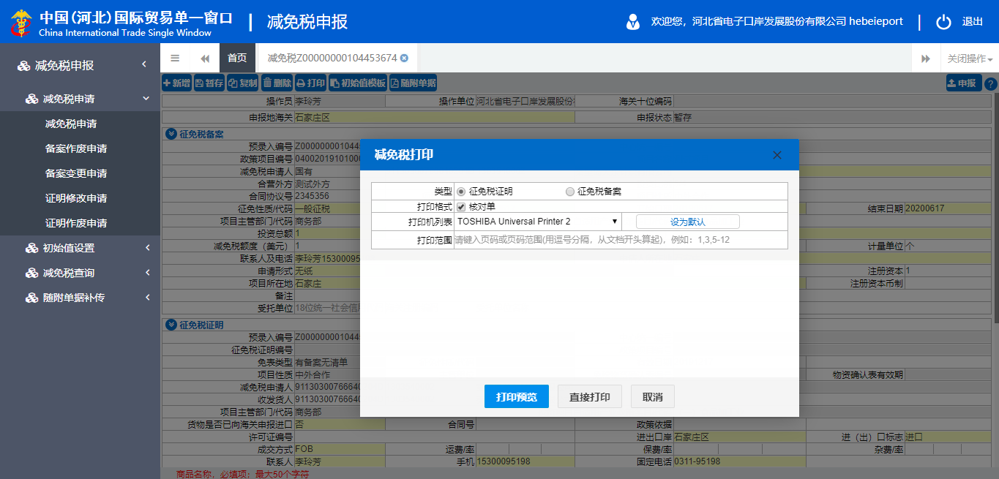 中国(河北)国际贸易单一窗口
China International Trade Single Window
减免税申报
欢迎您，河北省电子口岸发展股份有限公司 hebeieport
退出
减免税申报
减免税申请
减免税申请
备案作废申请
备案变更申请
证明修改申请
证明作废申请
初始值设置
减免税查询
随附单据补传
首页
减免税Z00000000104453674
关闭操作
新增 暂存 复制 删除 打印 初始值模板 随附单据 申报
操作员 李玲芳 操作单位 河北省电子口岸发展股份 海关十位编码
申报地海关 石家庄区 申报状态 暂存
征免税备案
预录入编号 Z0000000010445
政策项目编号 0400201910100
减免税申请人 国有
合营外方 测试外方
合同协议号 2345356
征免性质/代码 一般征税 结束日期 20200617
项目主管部门/代码 商务部
投资总额 1
减免税额度（美元） 1 计量单位 个
联系人及电话 李玲芳1530095
申请形式 无纸 注册资本 1
项目所在地 石家庄 注册资本币制
备注
受托单位 18位统一社会信
征免税证明
预录入编号 Z0000000010445
征免税证明编号
免表类型 有备案无清单
项目性质 中外合作 物资确认表有效期
减免税申请人 9113030076664
收发货人 9113030076664
项目主管部门/代码 商务部
货物是否已向海关申报进口 否 合同号 政策依据
许可证编号 进出口岸 石家庄区 进（出）口标志 进口
成交方式 FOB 运费/率 保费/率 杂费/率
联系人 李玲芳 手机 15300095198 固定电话 0311-95198
商品名称，必填项；最大50个字符
减免税打印
类型 征免税证明 征免税备案
打印格式 核对单
打印机列表 TOSHIBA Universal Printer 2 设为默认
打印范围 请键入页码或页码范围(用逗号分隔，从文档开头算起)，例如：1,3,5-12
打印预览 直接打印 取消